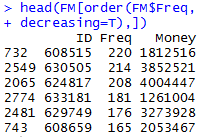 > head(FM[order(FM$Freq,
+ decreasing=T),])
ID Freq Money
732 608515 220 1812516
2549 630505 214 3852521
2065 624817 208 4004447
2774 633181 181 1261004
2481 629749 176 3273928
743 608659 165 2053467